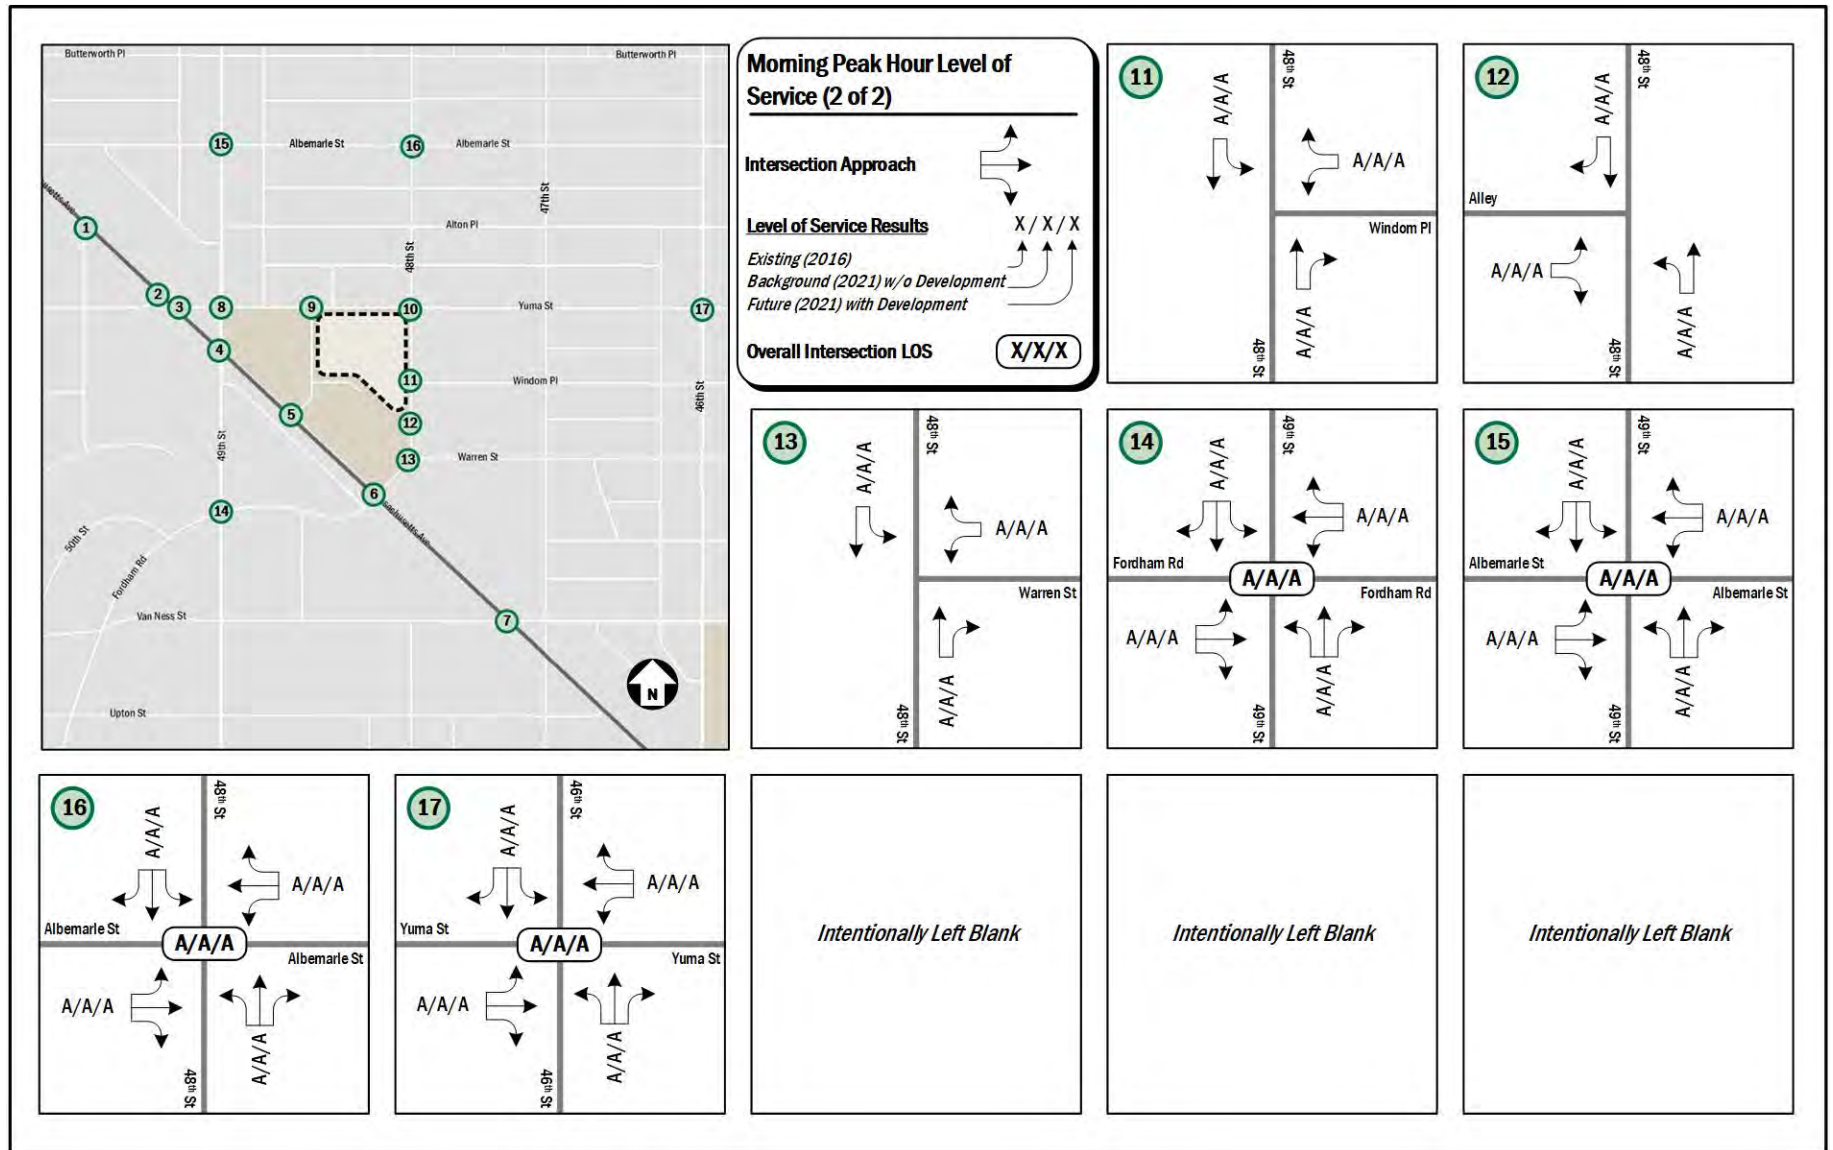 Butterworth Pl
Butterworth Pl
15
Albemarle St
16
Albemarle St
47th St
1
Alton Pl
48th St
2
3
8
9
10
Yuma St
17
4
11
Windom Pl
46th St
5
12
49th St
13
Warren St
6
14
50th St
Fordham Rd
Van Ness St
7
N
Upton St
Morning Peak Hour Level of
Service (2 of 2)
Intersection Approach
Level of Service Results
X / X / X
Existing (2016)
Background (2021) w/o Development
Future (2021) with Development
Overall Intersection LOS
X/X/X
11
48th St
A/A/A
A/A/A
Windom Pl
A/A/A
48th St
12
48th St
A/A/A
Alley
A/A/A
A/A/A
48th St
13
48th St
A/A/A
A/A/A
Warren St
A/A/A
48th St
14
49th St
A/A/A
A/A/A
Fordham Rd
A/A/A
Fordham Rd
A/A/A
A/A/A
49th St
15
49th St
A/A/A
A/A/A
Albemarle St
A/A/A
Albemarle St
A/A/A
A/A/A
49th St
16
48th St
A/A/A
A/A/A
Albemarle St
A/A/A
Albemarle St
A/A/A
A/A/A
48th St
17
46th St
A/A/A
A/A/A
Yuma St
A/A/A
Yuma St
A/A/A
A/A/A
46th St
Intentionally Left Blank
Intentionally Left Blank
Intentionally Left Blank